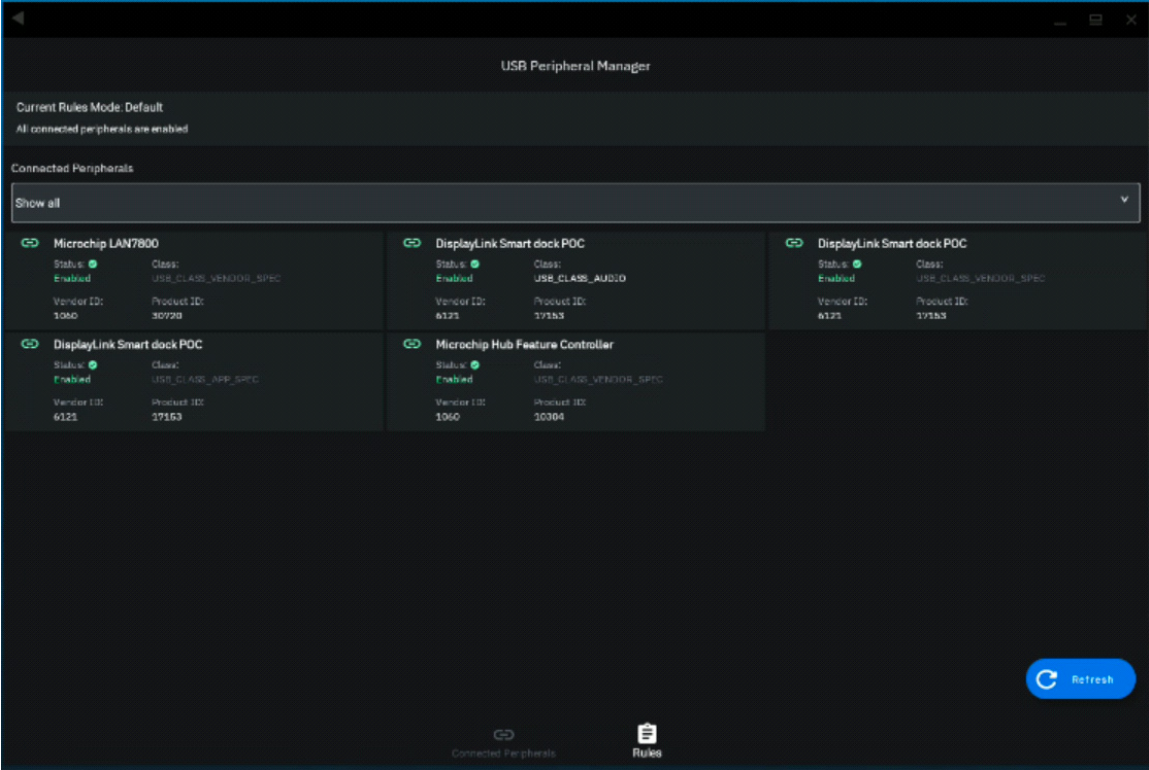 USB Peripheral Manager
Current Rules Mode: Default
All connected peripherals are enabled
Connected Peripherals
Show all
Microchip LAN7800
Status:
Enabled
Class:
USB_CLASS_VENDOR_SPEC
Vendor ID:
1060
Product ID:
30720
DisplayLink Smart dock POC
Status:
Enabled
Class:
USB_CLASS_AUDIO
Vendor ID:
6121
Product ID:
17153
DisplayLink Smart dock POC
Status:
Enabled
Class:
USB_CLASS_VENDOR_SPEC
Vendor ID:
6121
Product ID:
17153
DisplayLink Smart dock POC
Status:
Enabled
Class:
USB_CLASS_APP_SPEC
Vendor ID:
6121
Product ID:
17153
Microchip Hub Feature Controller
Status:
Enabled
Class:
USB_CLASS_VENDOR_SPEC
Vendor ID:
1060
Product ID:
10304
Refresh
Connected Peripherals
Rules